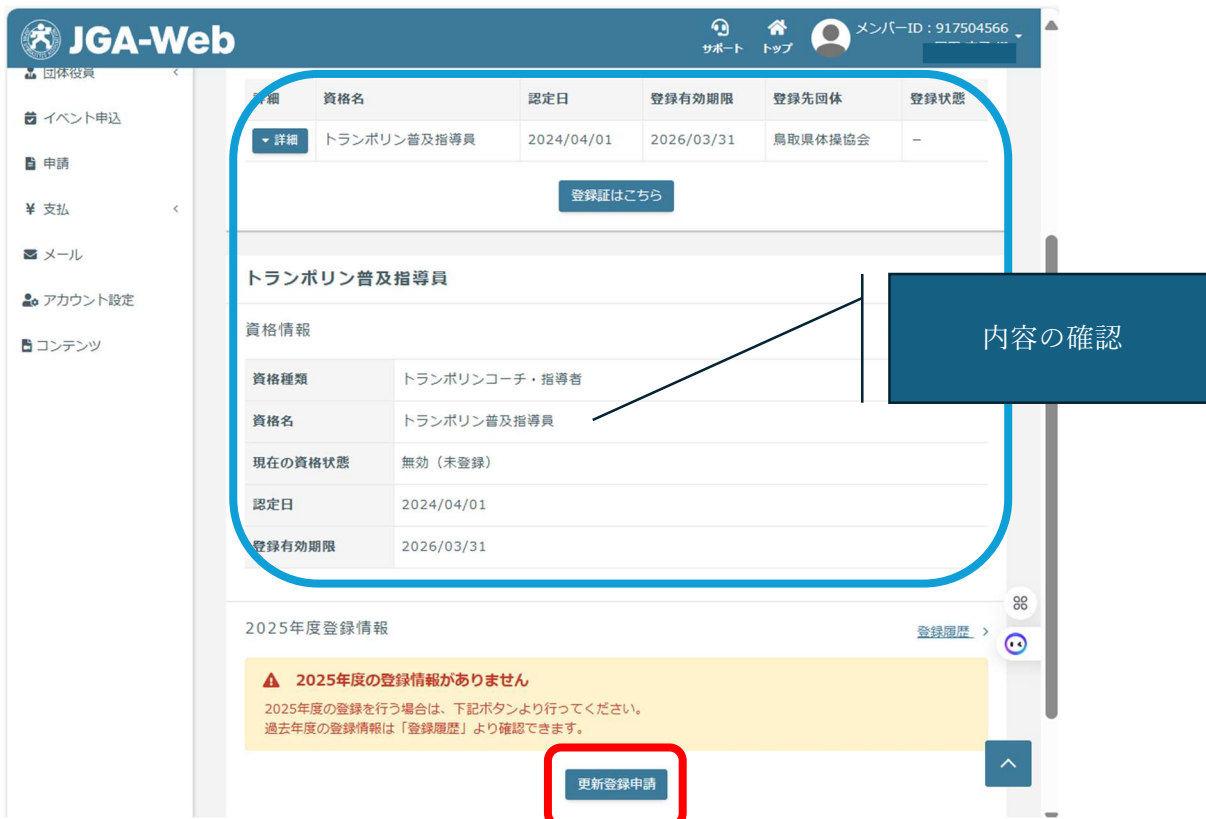 JGA-Web
サポート
トップ
メンバーID：917504566
団体役員
イベント申込
申請
¥ 支払
メール
アカウント設定
コンテンツ
詳細 資格名 認定日 登録有効期限 登録先団体 登録状態
詳細 トランポリン普及指導員 2024/04/01 2026/03/31 鳥取県体操協会 −
登録証はこちら
トランポリン普及指導員
資格情報
資格種類 トランポリンコーチ・指導者
資格名 トランポリン普及指導員
現在の資格状態 無効（未登録）
認定日 2024/04/01
登録有効期限 2026/03/31
内容の確認
2025年度登録情報
登録履歴
2025年度の登録情報がありません
2025年度の登録を行う場合は、下記ボタンより行ってください。
過去年度の登録情報は「登録履歴」より確認できます。
更新登録申請